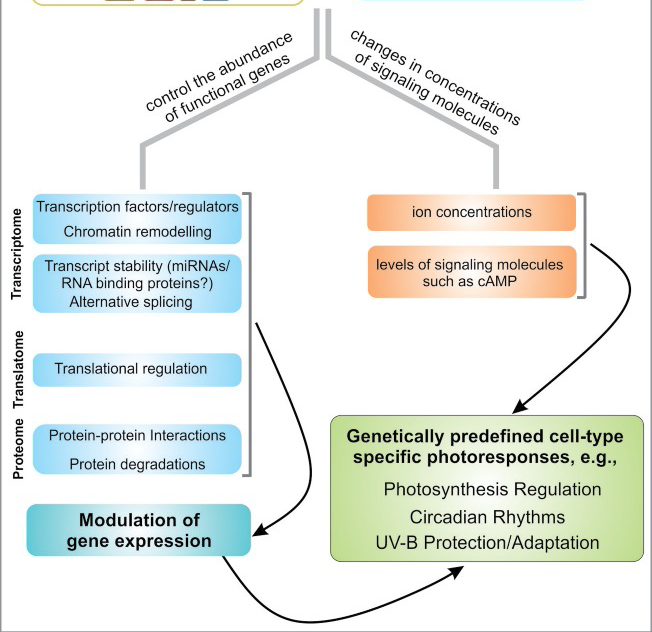 control the abundance
of functional genes
changes in concentrations
of signaling molecules
Transcriptome
Transcription factors/regulators
Chromatin remodelling
Transcript stability (miRNAs/
RNA binding proteins?)
Alternative splicing
Translatome
Translational regulation
Proteome
Protein-protein Interactions
Protein degradations
Modulation of
gene expression
ion concentrations
levels of signaling molecules
such as cAMP
Genetically predefined cell-type
specific photoresponses, e.g.,
Photosynthesis Regulation
Circadian Rhythms
UV-B Protection/Adaptation